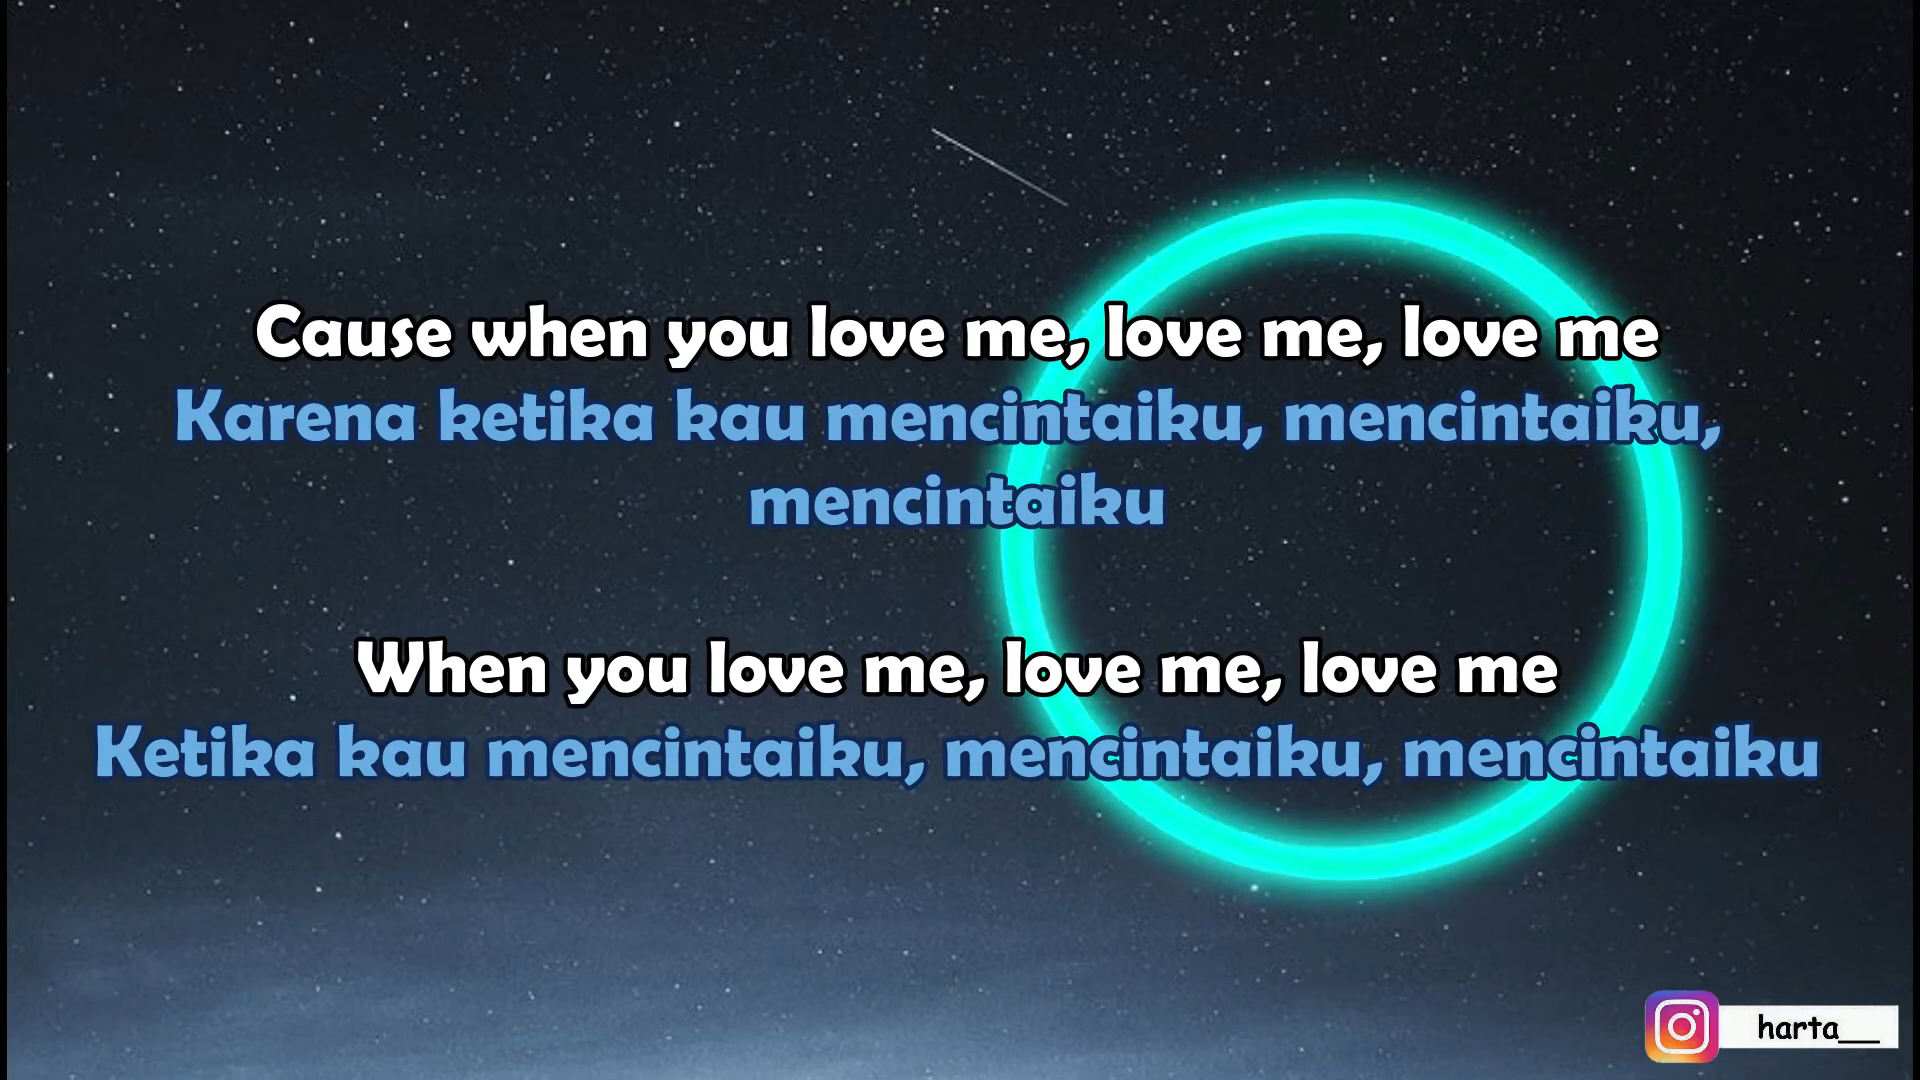 Cause when you love me, love me, love me
Karena ketika kau mencintaiku, mencintaiku,
mencintaiku
When you love me, love me, love me
Ketika kau mencintaiku, mencintaiku, mencintaiku
harta__